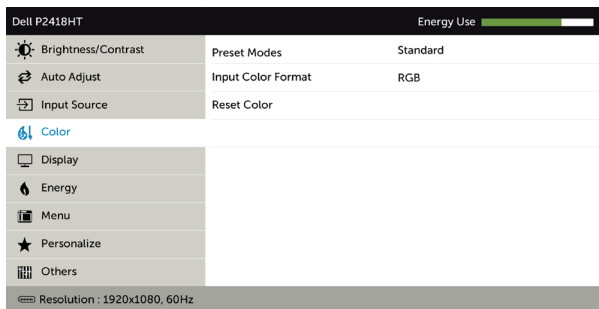 Dell P2418HT Energy Use
Brightness/Contrast
Auto Adjust
Input Source
Color
Display
Energy
Menu
Personalize
Others
Preset Modes Standard
Input Color Format RGB
Reset Color
Resolution : 1920x1080, 60Hz